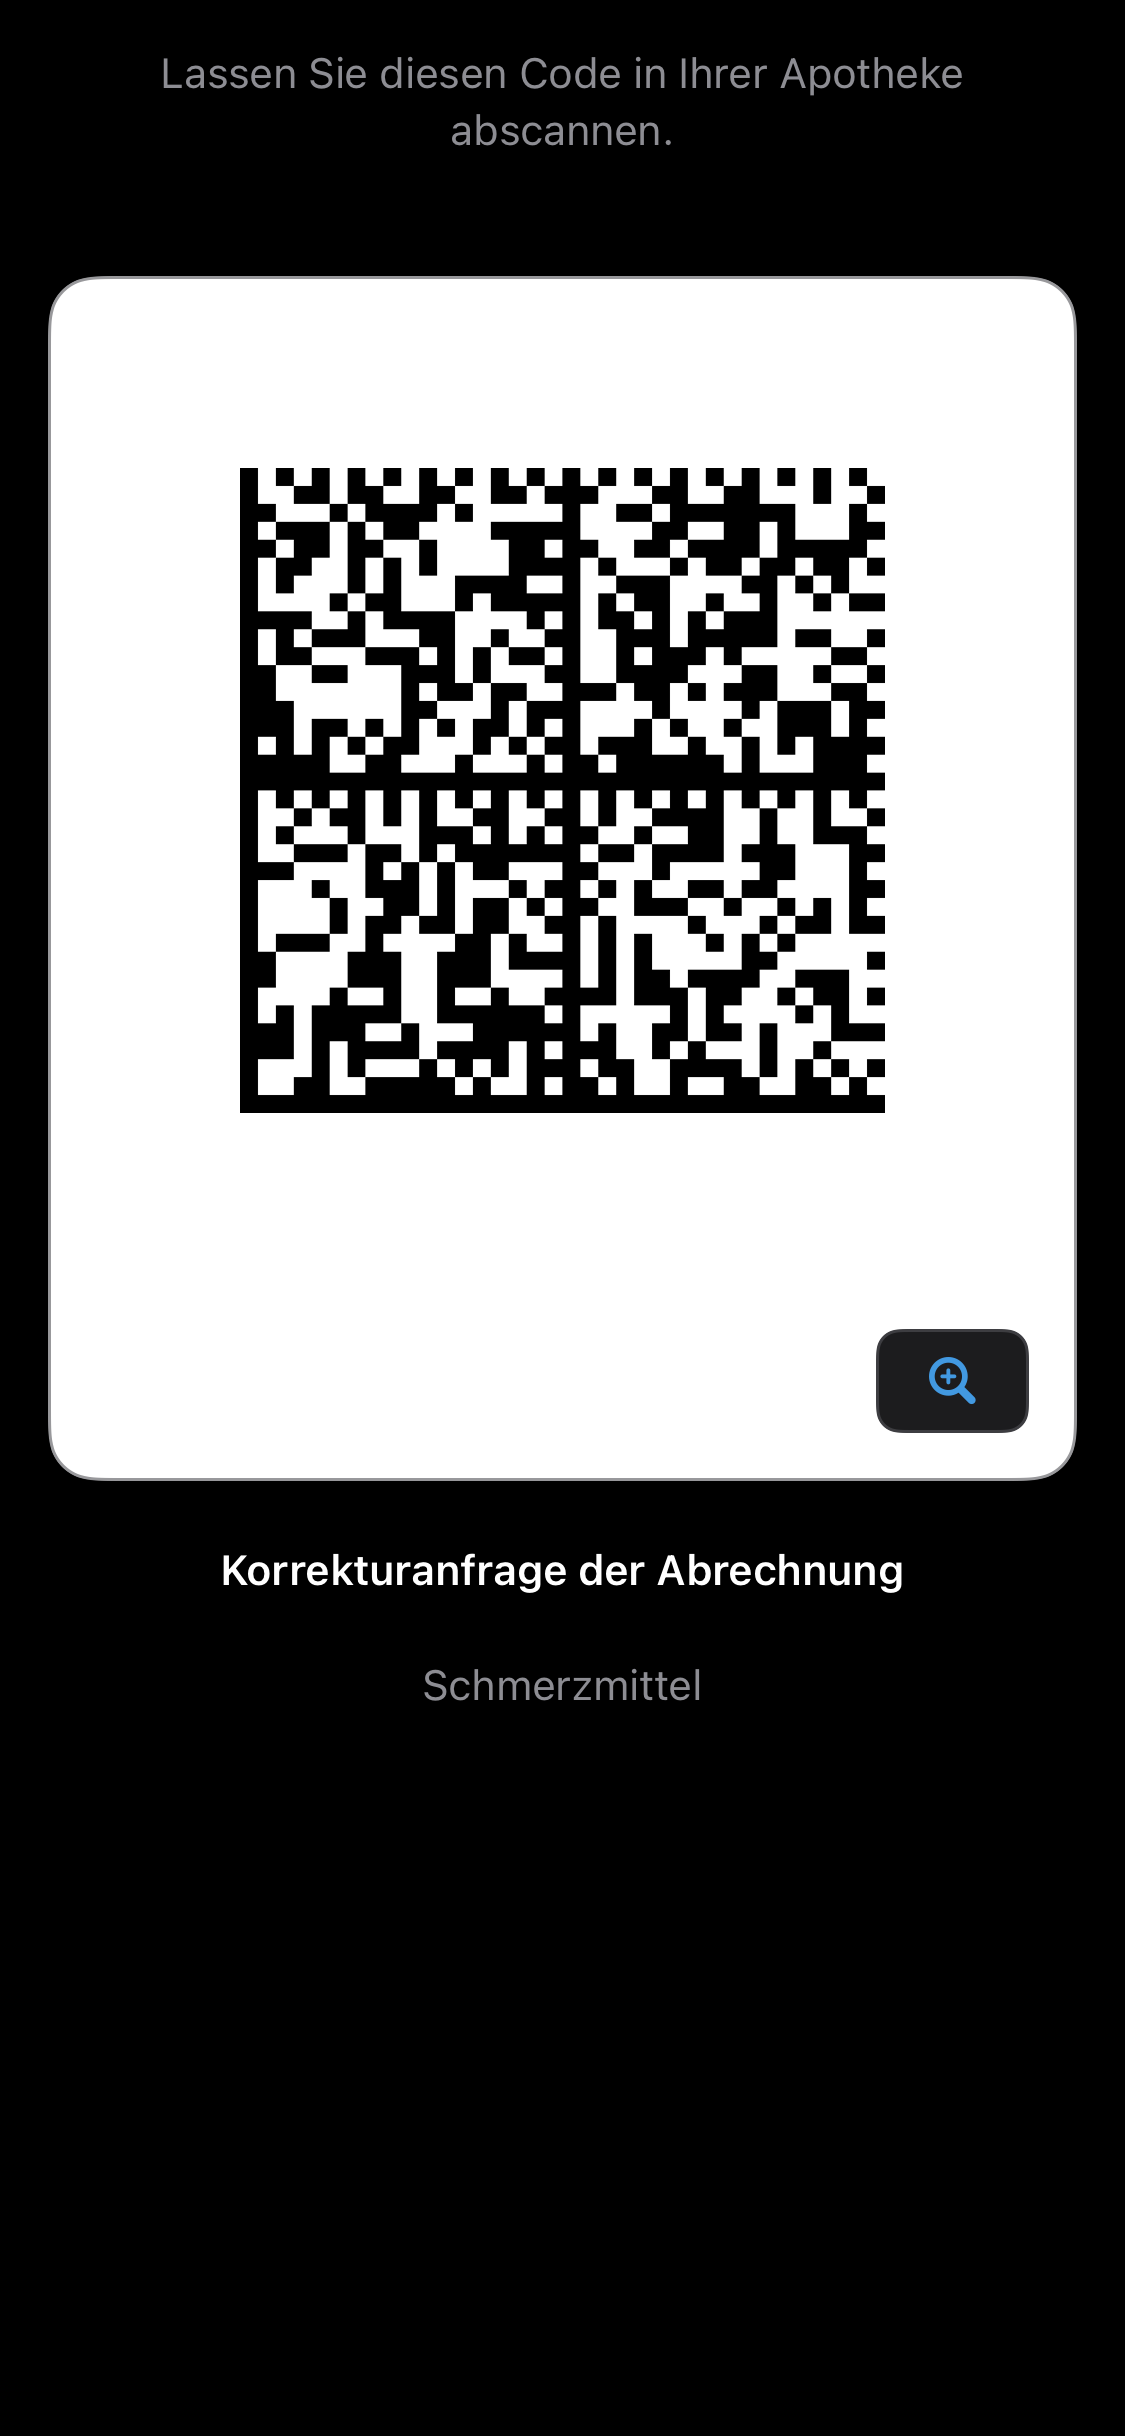 Lassen Sie diesen Code in Ihrer Apotheke
abscannen.
Korrekturanfrage der Abrechnung
Schmerzmittel